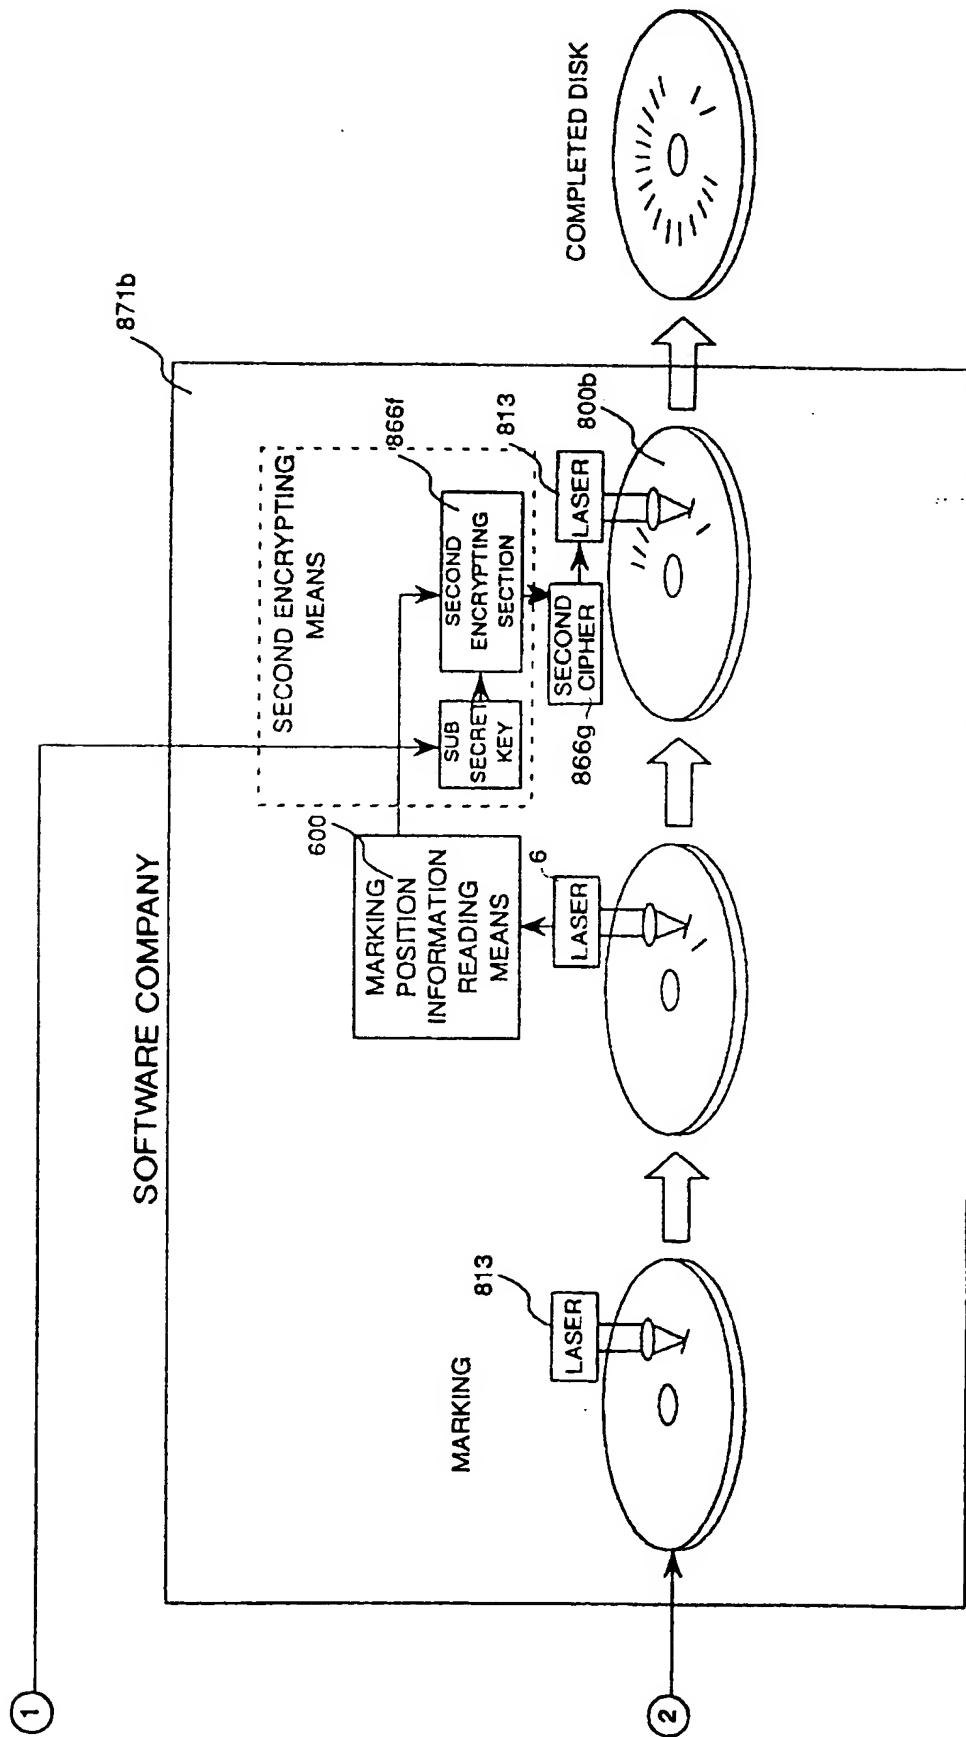 1
SOFTWARE COMPANY
871b
SECOND ENCRYPTING
MEANS
866f
SUB
SECRET
KEY
SECOND
ENCRYPTING
SECTION
600
MARKING
POSITION
INFORMATION
READING
MEANS
SECOND
CIPHER
866g
813
LASER
800b
6
LASER
MARKING
813
LASER
2
COMPLETED DISK